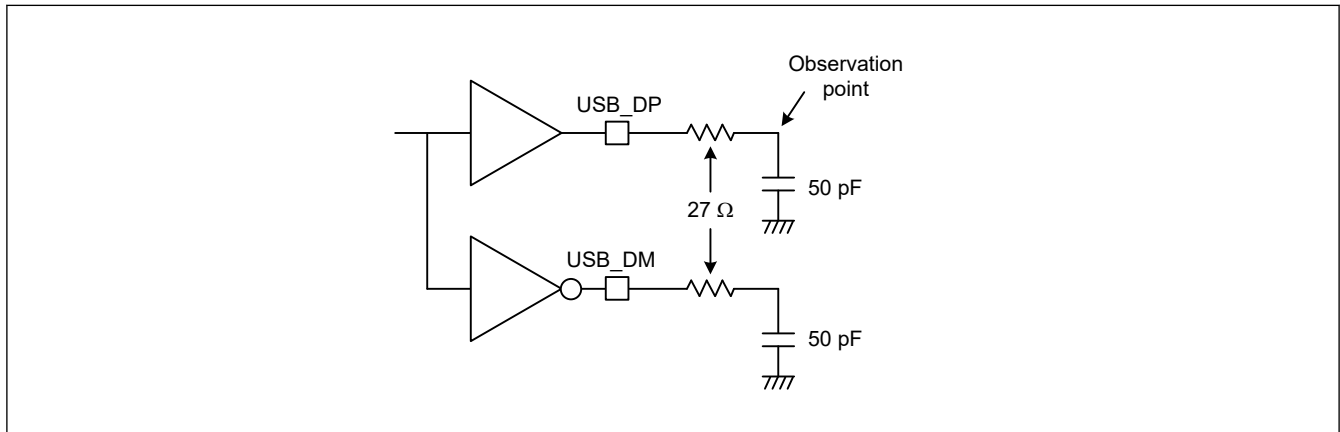 Observation
point
USB_DP
50 pF
27 Ω
USB_DM
50 pF